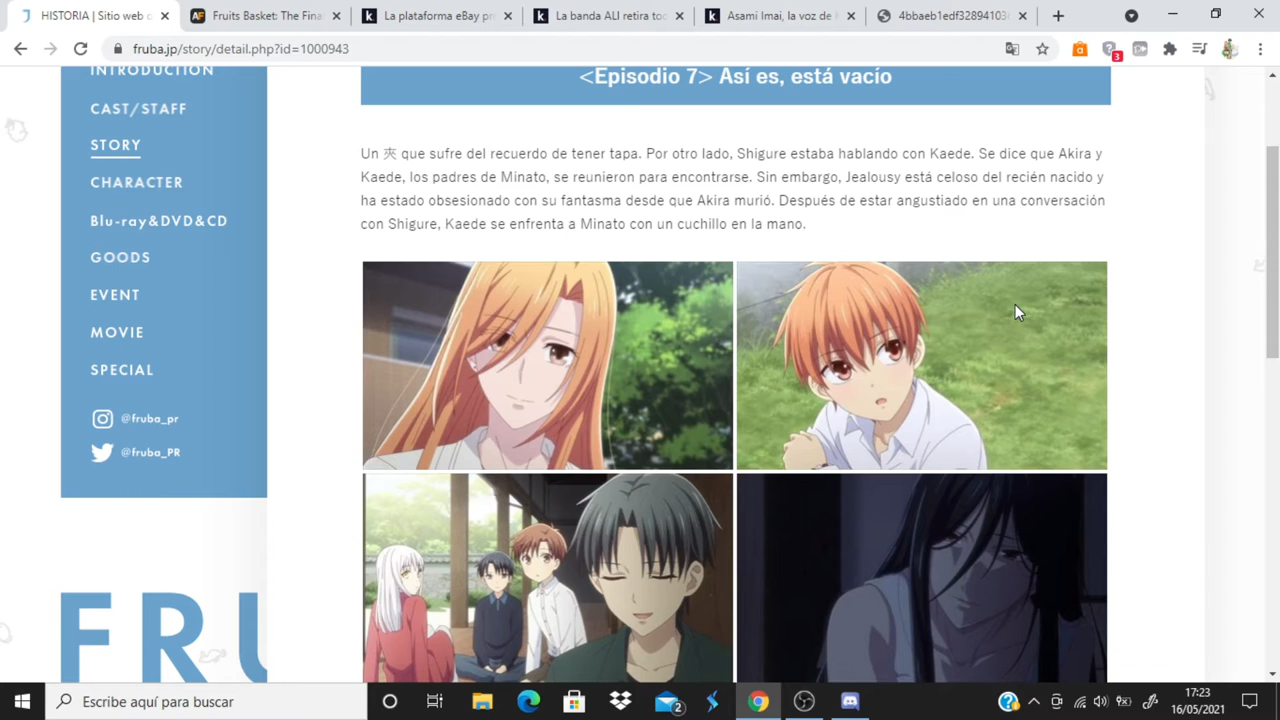 HISTORIA | Sitio web o
Fruits Basket: The Fina
La plataforma eBay pr
La banda ALI retira too
Asami Imai, la voz de
4bbaeb1edf32894103
fruba.jp/story/detail.php?id=1000943
3
INTRODUCTION
CAST/STAFF
STORY
CHARACTER
Blu-ray&DVD&CD
GOODS
EVENT
MOVIE
SPECIAL
@fruba_pr
@fruba_PR
FRU
<Episodio 7> Así es, está vacío
Un 夾 que sufre del recuerdo de tener tapa. Por otro lado, Shigure estaba hablando con Kaede. Se dice que Akira y
Kaede, los padres de Minato, se reunieron para encontrarse. Sin embargo, Jealousy está celoso del recién nacido y
ha estado obsesionado con su fantasma desde que Akira murió. Después de estar angustiado en una conversación
con Shigure, Kaede se enfrenta a Minato con un cuchillo en la mano.
Escribe aquí para buscar
2
17:23
16/05/2021